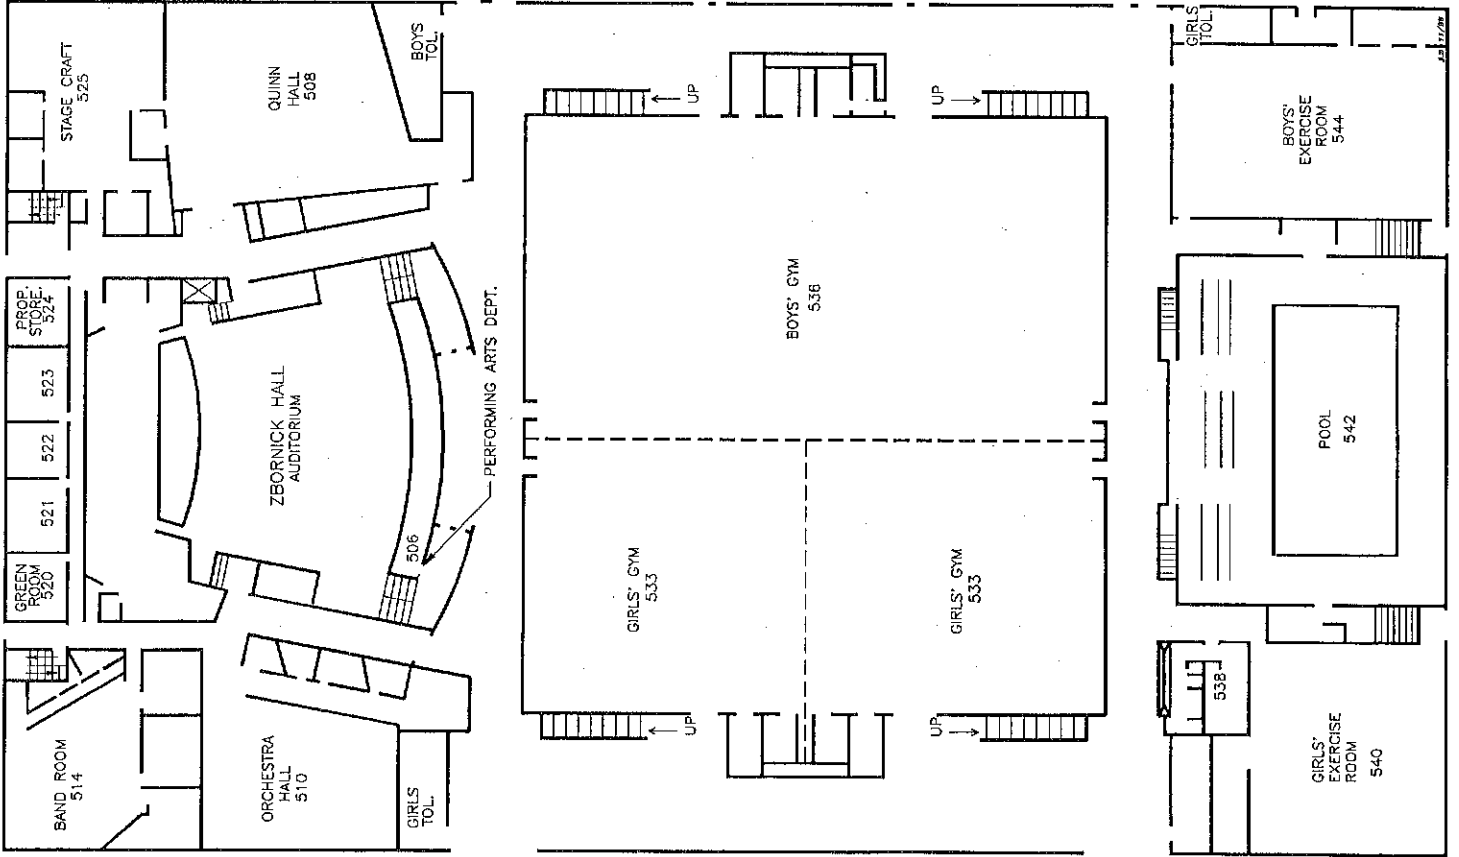 STAGE CRAFT
525
QUINN
HALL
508
BOYS
TOL.
UP
UP
GIRLS
TOL.
BOYS'
EXERCISE
ROOM
544
PROP.
STORE.
524
523
522
521
GREEN
ROOM
520
ZBORNICK HALL
AUDITORIUM
506
PERFORMING ARTS DEPT.
BOYS' GYM
536
GIRLS' GYM
533
GIRLS' GYM
533
POOL
542
BAND ROOM
514
ORCHESTRA
HALL
510
GIRLS
TOL.
UP
UP
538
GIRLS'
EXERCISE
ROOM
540